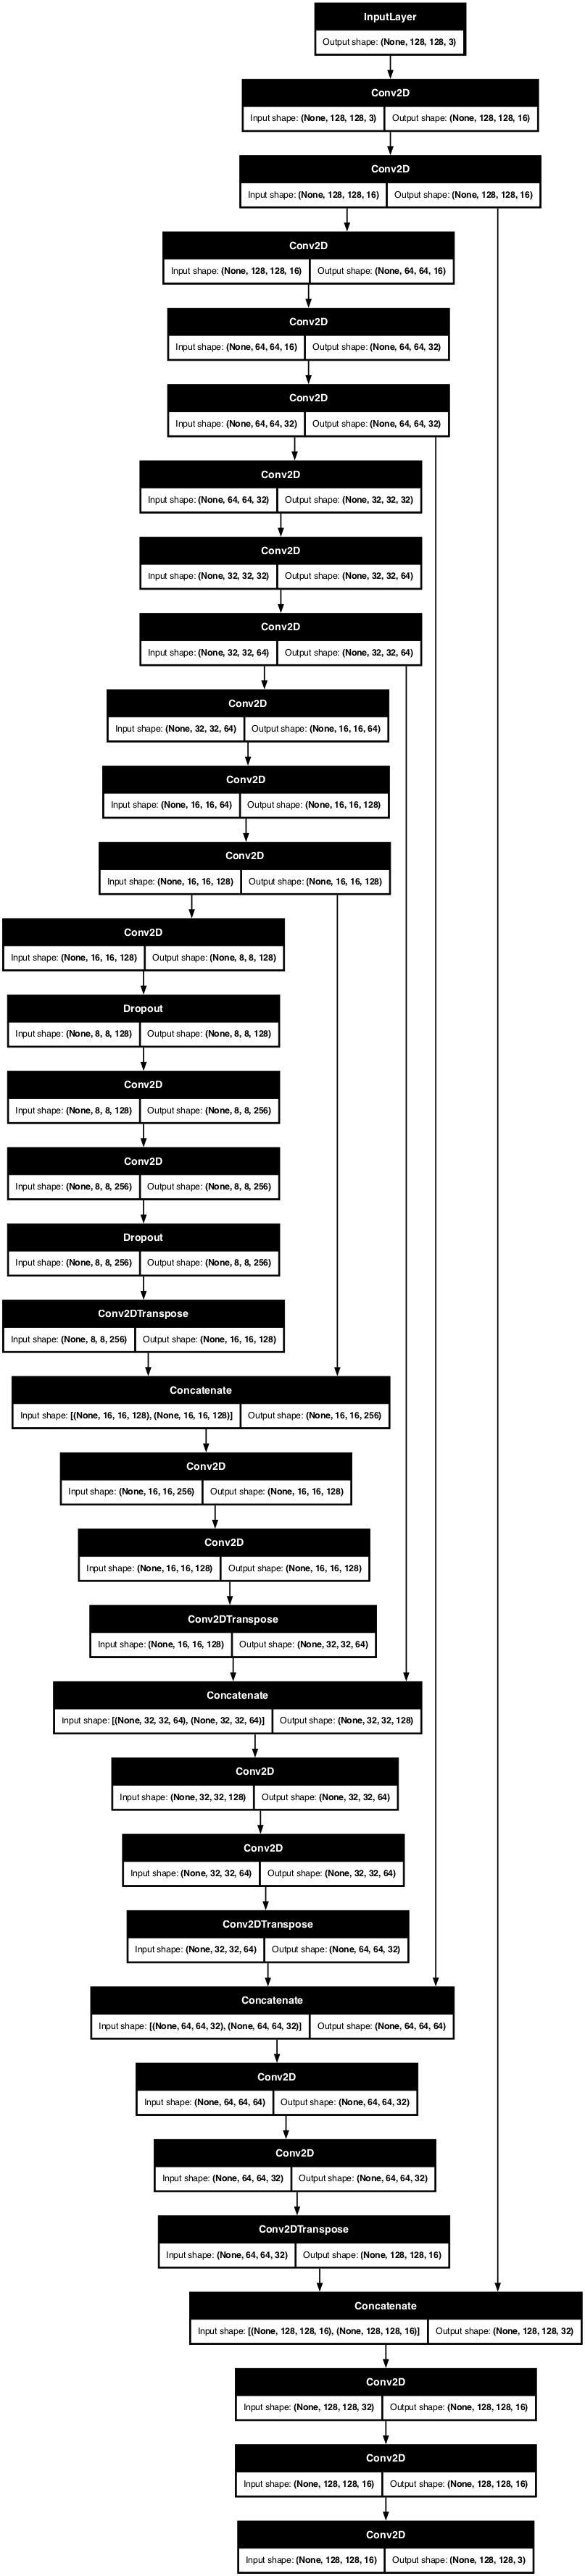 InputLayer
Output shape: (None, 128, 128, 3)
Conv2D
Input shape: (None, 128, 128, 3) Output shape: (None, 128, 128, 16)
Conv2D
Input shape: (None, 128, 128, 16) Output shape: (None, 128, 128, 16)
Conv2D
Input shape: (None, 128, 128, 16) Output shape: (None, 64, 64, 16)
Conv2D
Input shape: (None, 64, 64, 16) Output shape: (None, 64, 64, 32)
Conv2D
Input shape: (None, 64, 64, 32) Output shape: (None, 64, 64, 32)
Conv2D
Input shape: (None, 64, 64, 32) Output shape: (None, 32, 32, 32)
Conv2D
Input shape: (None, 32, 32, 32) Output shape: (None, 32, 32, 64)
Conv2D
Input shape: (None, 32, 32, 64) Output shape: (None, 32, 32, 64)
Conv2D
Input shape: (None, 32, 32, 64) Output shape: (None, 16, 16, 64)
Conv2D
Input shape: (None, 16, 16, 64) Output shape: (None, 16, 16, 128)
Conv2D
Input shape: (None, 16, 16, 128) Output shape: (None, 16, 16, 128)
Conv2D
Input shape: (None, 16, 16, 128) Output shape: (None, 8, 8, 128)
Dropout
Input shape: (None, 8, 8, 128) Output shape: (None, 8, 8, 128)
Conv2D
Input shape: (None, 8, 8, 128) Output shape: (None, 8, 8, 256)
Conv2D
Input shape: (None, 8, 8, 256) Output shape: (None, 8, 8, 256)
Dropout
Input shape: (None, 8, 8, 256) Output shape: (None, 8, 8, 256)
Conv2DTranspose
Input shape: (None, 8, 8, 256) Output shape: (None, 16, 16, 128)
Concatenate
Input shape: [(None, 16, 16, 128), (None, 16, 16, 128)] Output shape: (None, 16, 16, 256)
Conv2D
Input shape: (None, 16, 16, 256) Output shape: (None, 16, 16, 128)
Conv2D
Input shape: (None, 16, 16, 128) Output shape: (None, 16, 16, 128)
Conv2DTranspose
Input shape: (None, 16, 16, 128) Output shape: (None, 32, 32, 64)
Concatenate
Input shape: [(None, 32, 32, 64), (None, 32, 32, 64)] Output shape: (None, 32, 32, 128)
Conv2D
Input shape: (None, 32, 32, 128) Output shape: (None, 32, 32, 64)
Conv2D
Input shape: (None, 32, 32, 64) Output shape: (None, 32, 32, 64)
Conv2DTranspose
Input shape: (None, 32, 32, 64) Output shape: (None, 64, 64, 32)
Concatenate
Input shape: [(None, 64, 64, 32), (None, 64, 64, 32)] Output shape: (None, 64, 64, 64)
Conv2D
Input shape: (None, 64, 64, 64) Output shape: (None, 64, 64, 32)
Conv2D
Input shape: (None, 64, 64, 32) Output shape: (None, 64, 64, 32)
Conv2DTranspose
Input shape: (None, 64, 64, 32) Output shape: (None, 128, 128, 16)
Concatenate
Input shape: [(None, 128, 128, 16), (None, 128, 128, 16)] Output shape: (None, 128, 128, 32)
Conv2D
Input shape: (None, 128, 128, 32) Output shape: (None, 128, 128, 16)
Conv2D
Input shape: (None, 128, 128, 16) Output shape: (None, 128, 128, 16)
Conv2D
Input shape: (None, 128, 128, 16) Output shape: (None, 128, 128, 3)